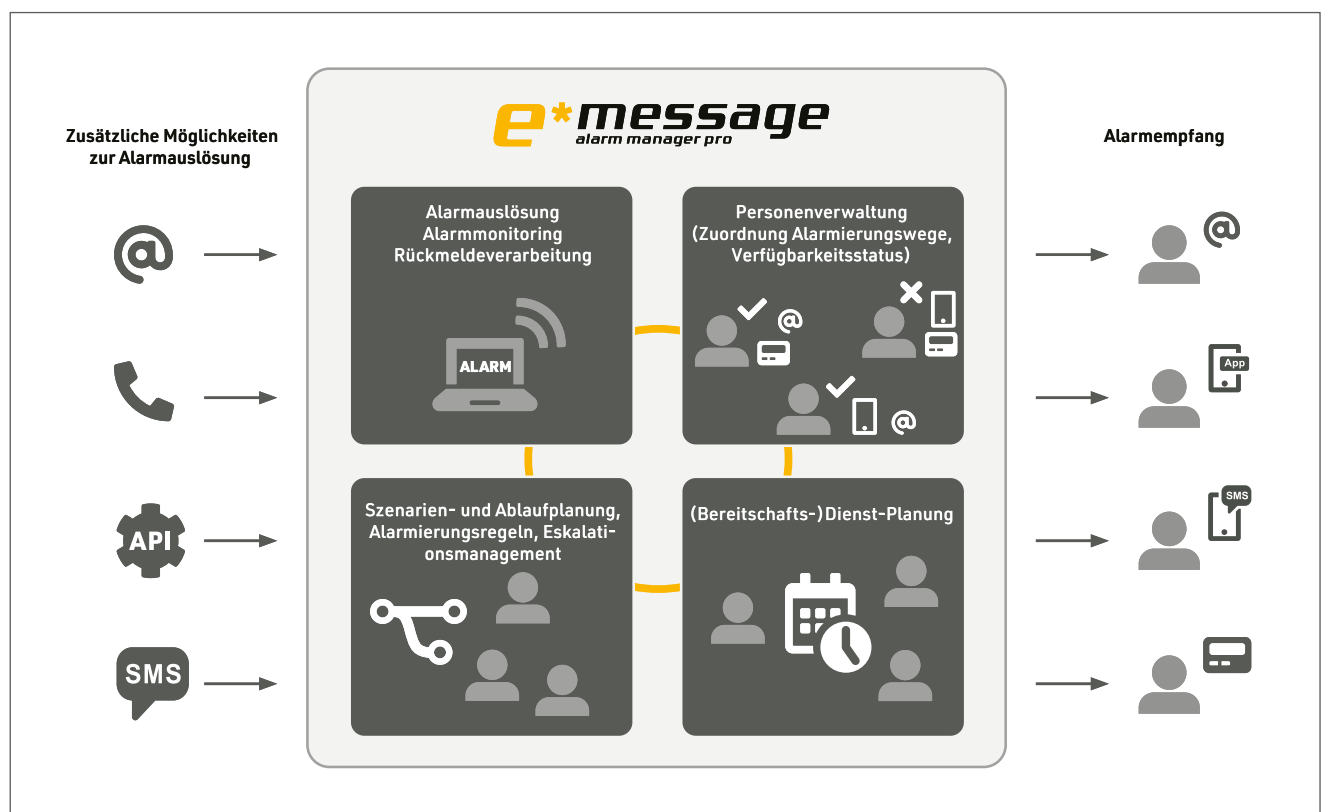 Zusätzliche Möglichkeiten
zur Alarmauslösung
@
API
SMS
e*message
alarm manager pro
Alarmauslösung
Alarmmonitoring
Rückmeldeverarbeitung
ALARM
Personenverwaltung
(Zuordnung Alarmierungswege,
Verfügbarkeitsstatus)
@
@
Szenarien- und Ablaufplanung,
Alarmierungsregeln, Eskalati-
onsmanagement
(Bereitschafts-) Dienst-Planung
Alarmempfang
@
App
SMS